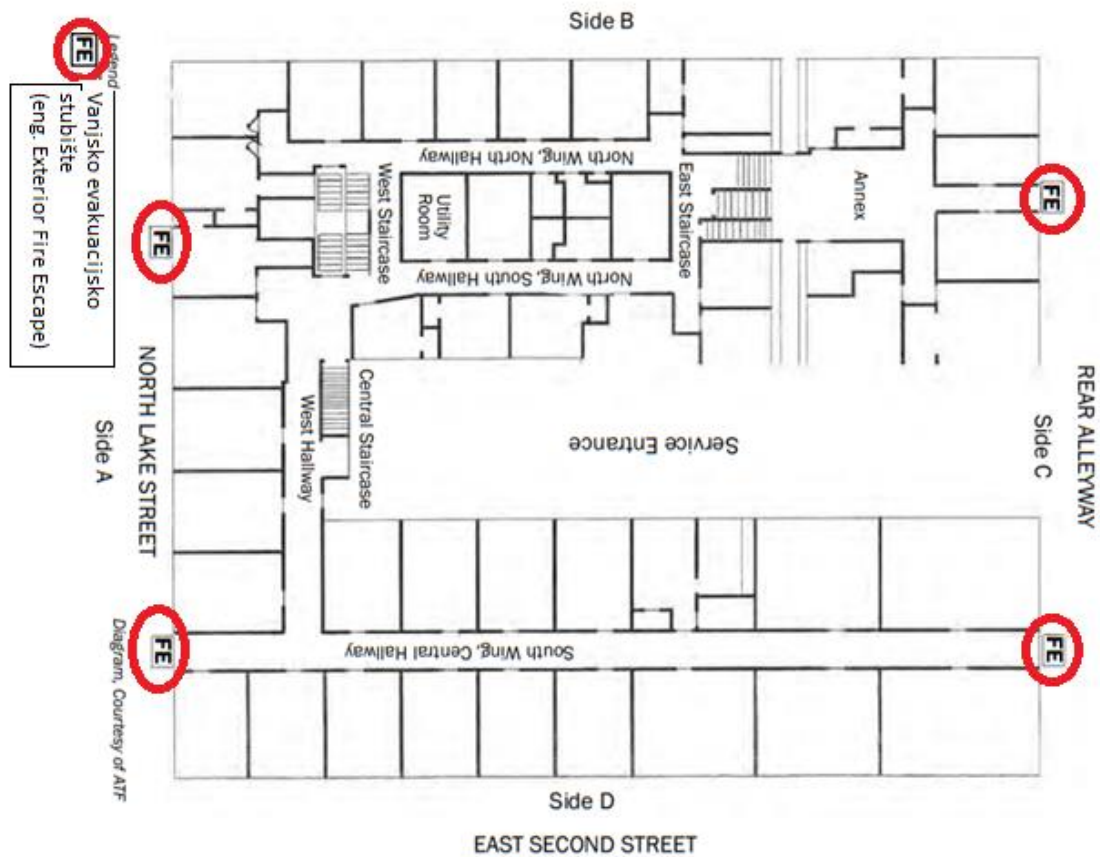 Side B
Legend
FE
Vanjsko evakuacijsko
stubište
(eng. Exterior Fire Escape)
North Wing, North Hallway
West Staircase
Utility
Room
East Staircase
Annex
FE
FE
North Wing, South Hallway
NORTH LAKE STREET
Side A
West Hallway
Central Staircase
Service Entrance
Side C
REAR ALLEYWAY
FE
South Wing, Central Hallway
FE
Diagram, Courtesy of ATF
Side D
EAST SECOND STREET